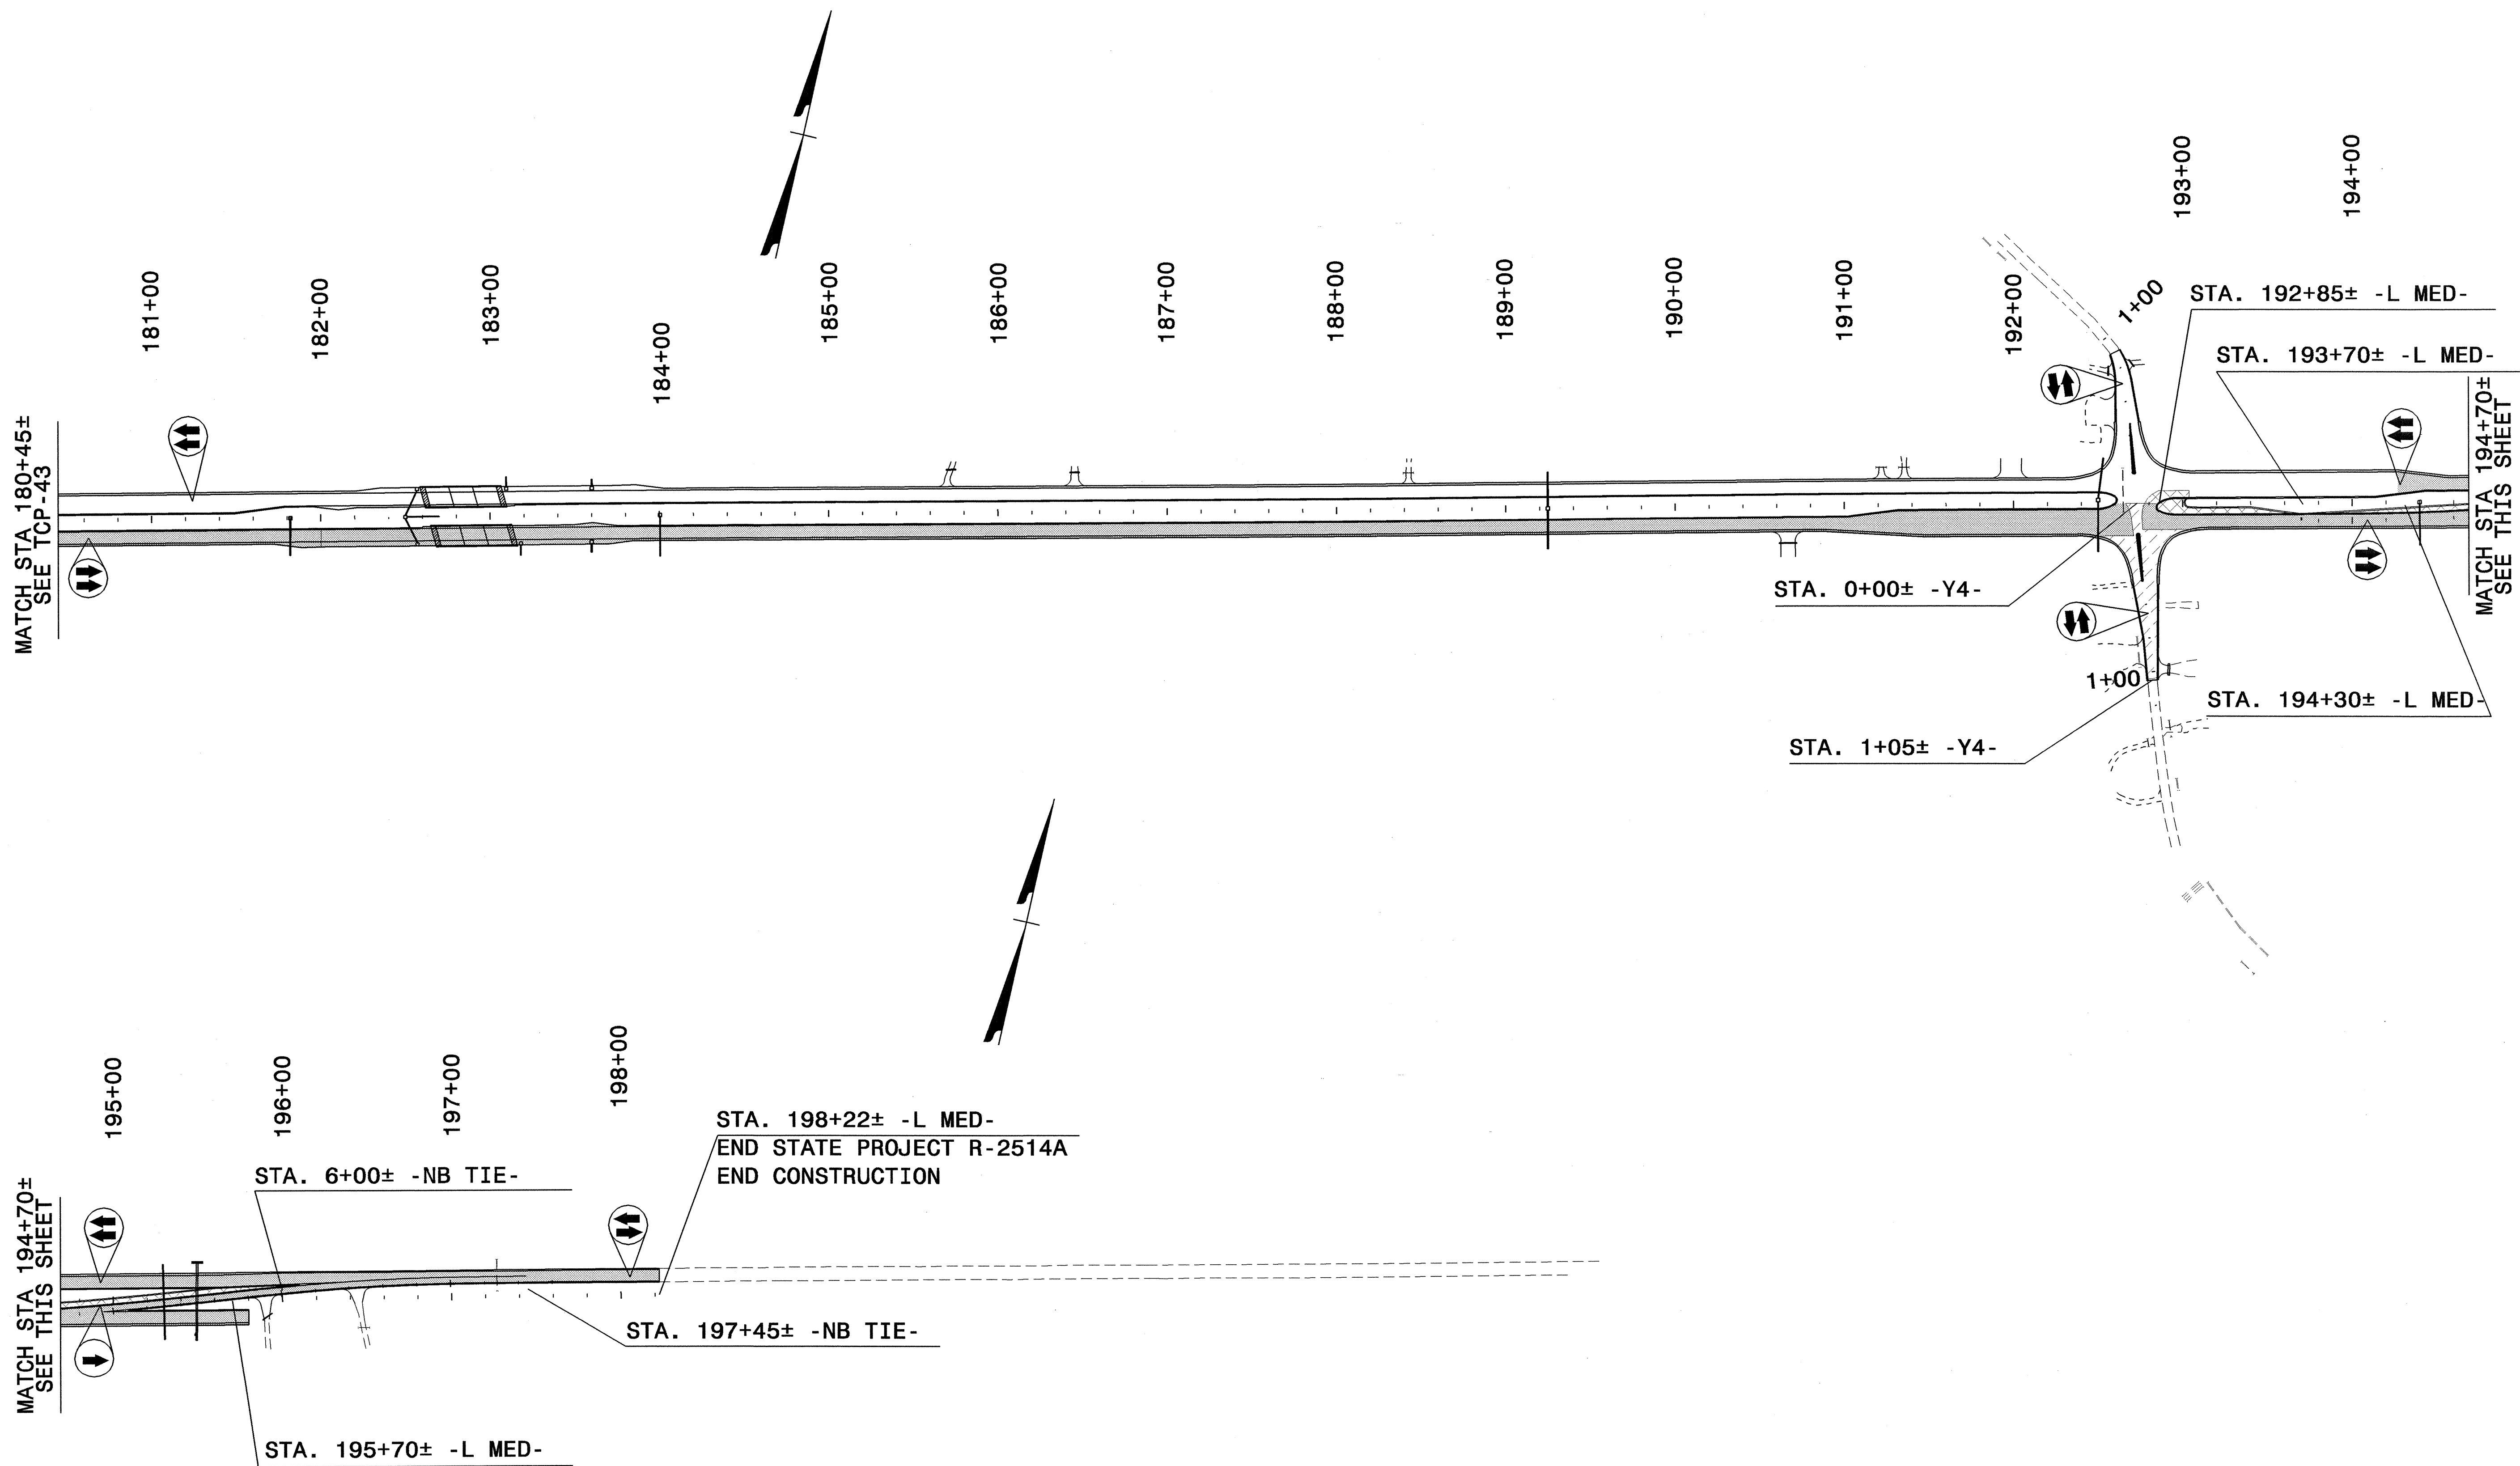 181+00
182+00
183+00
184+00
185+00
186+00
187+00
188+00
189+00
190+00
191+00
192+00
193+00
194+00
1+00
STA. 192+85± -L MED-
STA. 193+70± -L MED-
MATCH STA 180+45±
SEE TCP-43
MATCH STA 194+70±
SEE THIS SHEET
STA. 0+00± -Y4-
1+00
STA. 194+30± -L MED-
STA. 1+05± -Y4-
195+00
196+00
197+00
198+00
STA. 198+22± -L MED-
END STATE PROJECT R-2514A
END CONSTRUCTION
STA. 6+00± -NB TIE-
MATCH STA 194+70±
SEE THIS SHEET
STA. 197+45± -NB TIE-
STA. 195+70± -L MED-